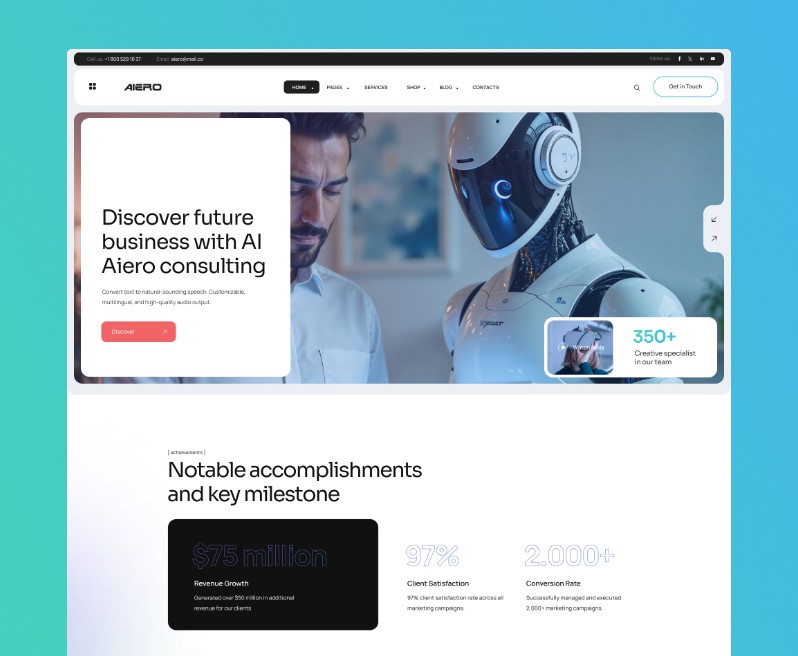 Call us: +1 800 529 18 37 Email: aiero@mail.co
Follow us:
AIERO
HOME PAGES SERVICES SHOP BLOG CONTACTS
Get in Touch
Discover future
business with AI
Aiero consulting
Convert text to natural-sounding speech. Customizable,
multilingual, and high-quality audio output.
Discover
350+
Creative specialist
in our team
[ achievements ]
Notable accomplishments
and key milestone
$75 million
Revenue Growth
Generated over $50 million in additional
revenue for our clients
97%
Client Satisfaction
97% client satisfaction rate across all
marketing campaigns.
2.000+
Conversion Rate
Successfully managed and executed
2,000+ marketing campaigns.